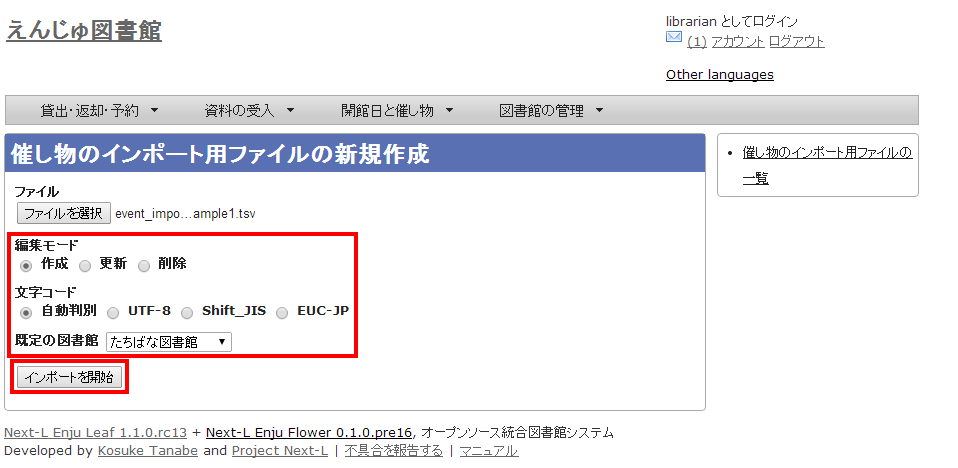 えんじゅ図書館
librarian としてログイン
(1) アカウント ログアウト
Other languages
貸出・返却・予約 ▼ 資料の受入 ▼ 開館日と催し物 ▼ 図書館の管理 ▼
催し物のインポート用ファイルの新規作成
ファイル
ファイルを選択 event_impo...ample1.tsv
編集モード
作成 更新 削除
文字コード
自動判別 UTF-8 Shift_JIS EUC-JP
既定の図書館 たちばな図書館 ▼
インポートを開始
• 催し物のインポート用ファイルの
一覧
Next-L Enju Leaf 1.1.0.rc13 + Next-L Enju Flower 0.1.0.pre16, オープンソース統合図書館システム
Developed by Kosuke Tanabe and Project Next-L | 不具合を報告する | マニュアル